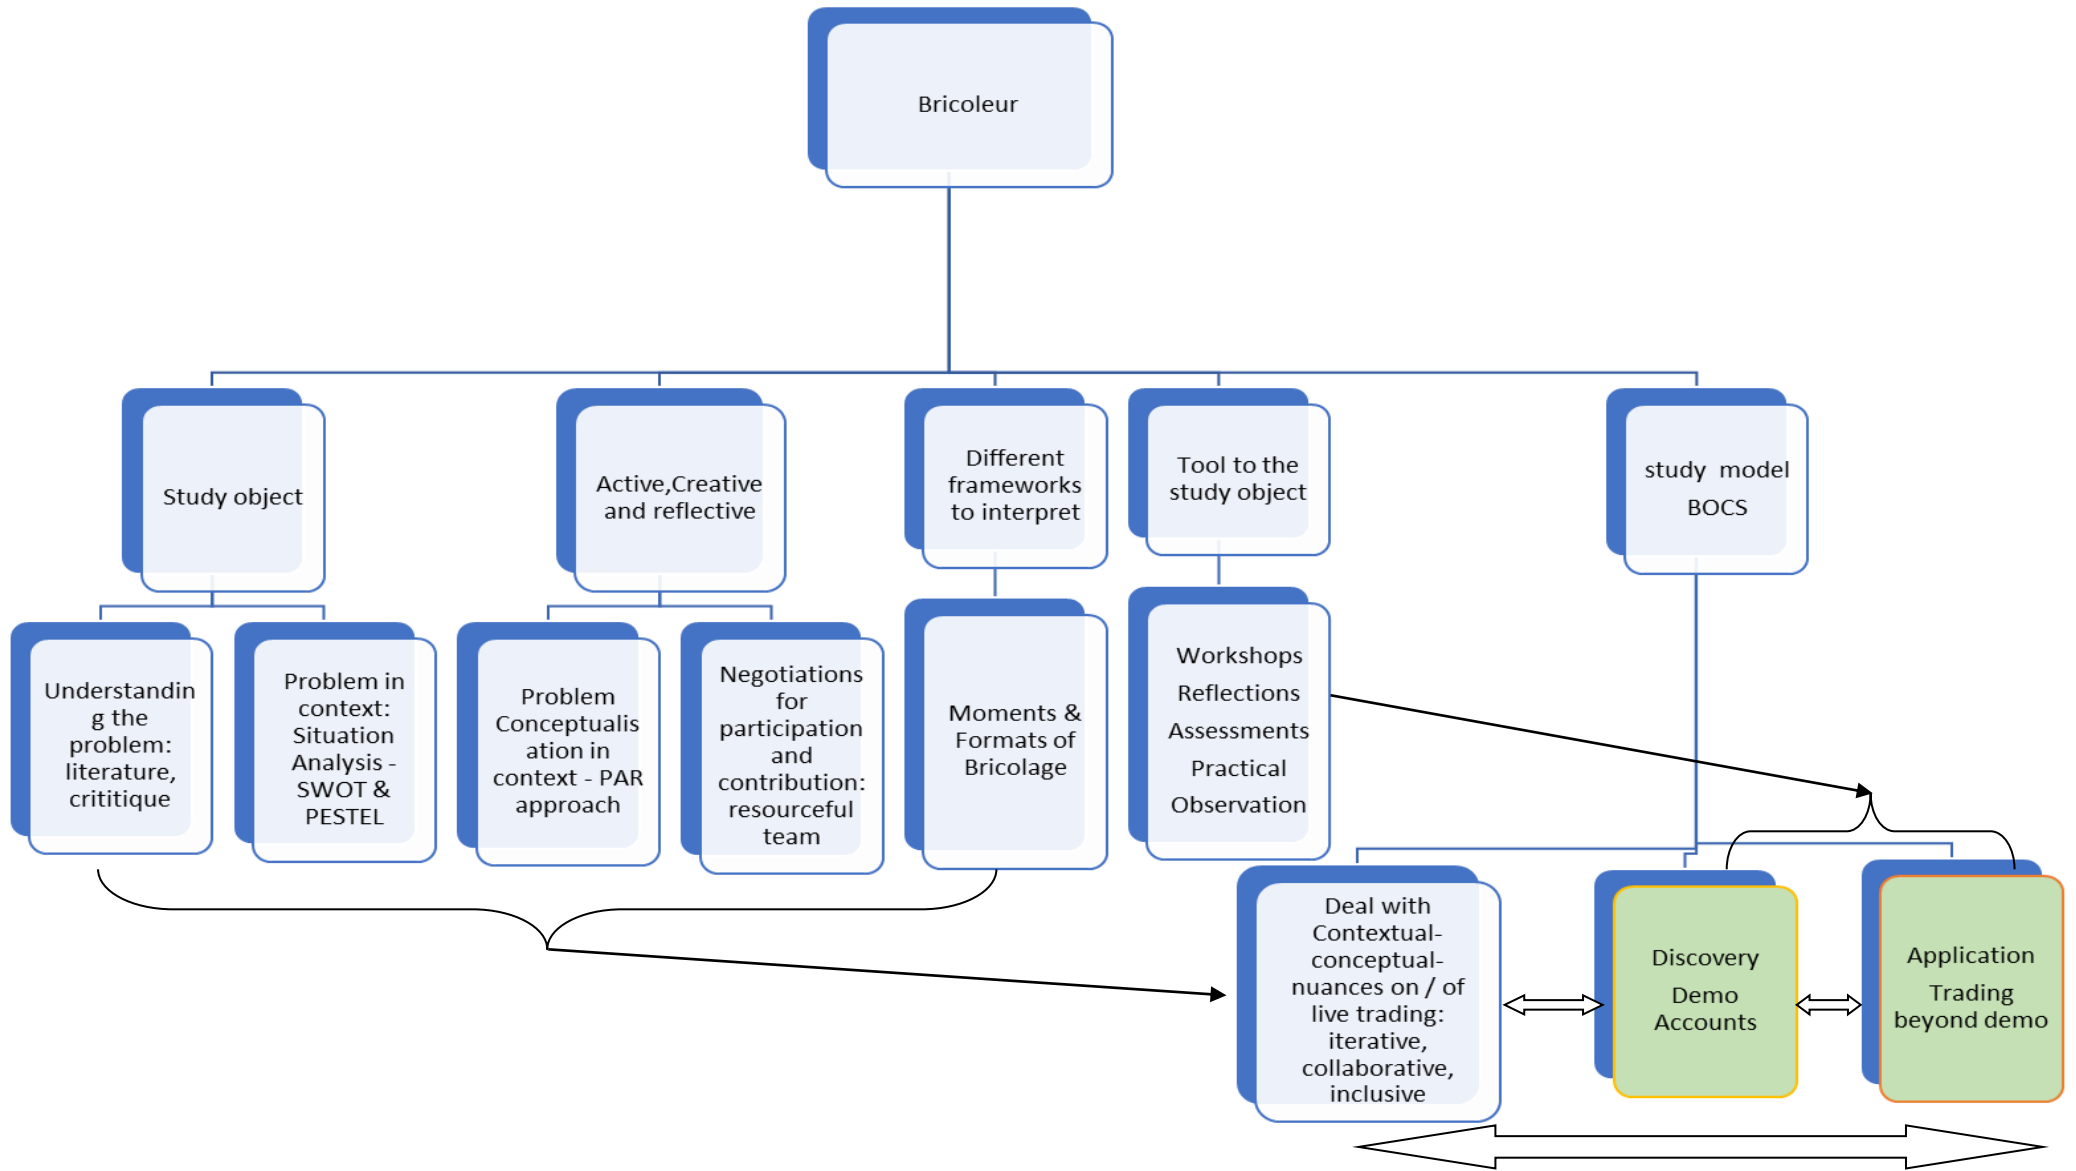 Bricoleur
Study object
Active,Creative
and reflective
Different
frameworks
to interpret
Tool to the
study object
study model
BOCS
Understandin
g the
problem:
literature,
crititique
Problem in
context:
Situation
Analysis -
SWOT &
PESTEL
Problem
Conceptualis
ation in
context - PAR
approach
Negotiations
for
participation
and
contribution:
resourceful
team
Moments &
Formats of
Bricolage
Workshops
Reflections
Assessments
Practical
Observation
Deal with
Contextual-
conceptual-
nuances on / of
live trading:
iterative,
collaborative,
inclusive
Discovery
Demo
Accounts
Application
Trading
beyond demo